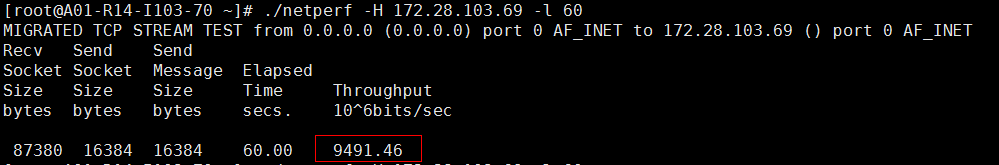 [root@A01-R14-I103-70 ~]# ./netperf -H 172.28.103.69 -l 60
MIGRATED TCP STREAM TEST from 0.0.0.0 (0.0.0.0) port 0 AF_INET to 172.28.103.69 () port 0 AF_INET
Recv   Send    Send
Socket Socket  Message  Elapsed
Size   Size    Size     Time     Throughput
bytes  bytes   bytes    secs.    10^6bits/sec
87380  16384  16384    60.00    9491.46